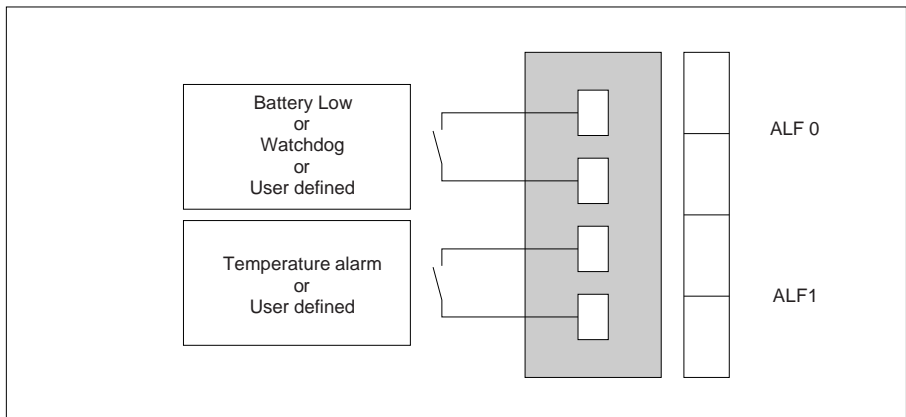 Battery Low
or
Watchdog
or
User defined
ALF 0
Temperature alarm
or
User defined
ALF1